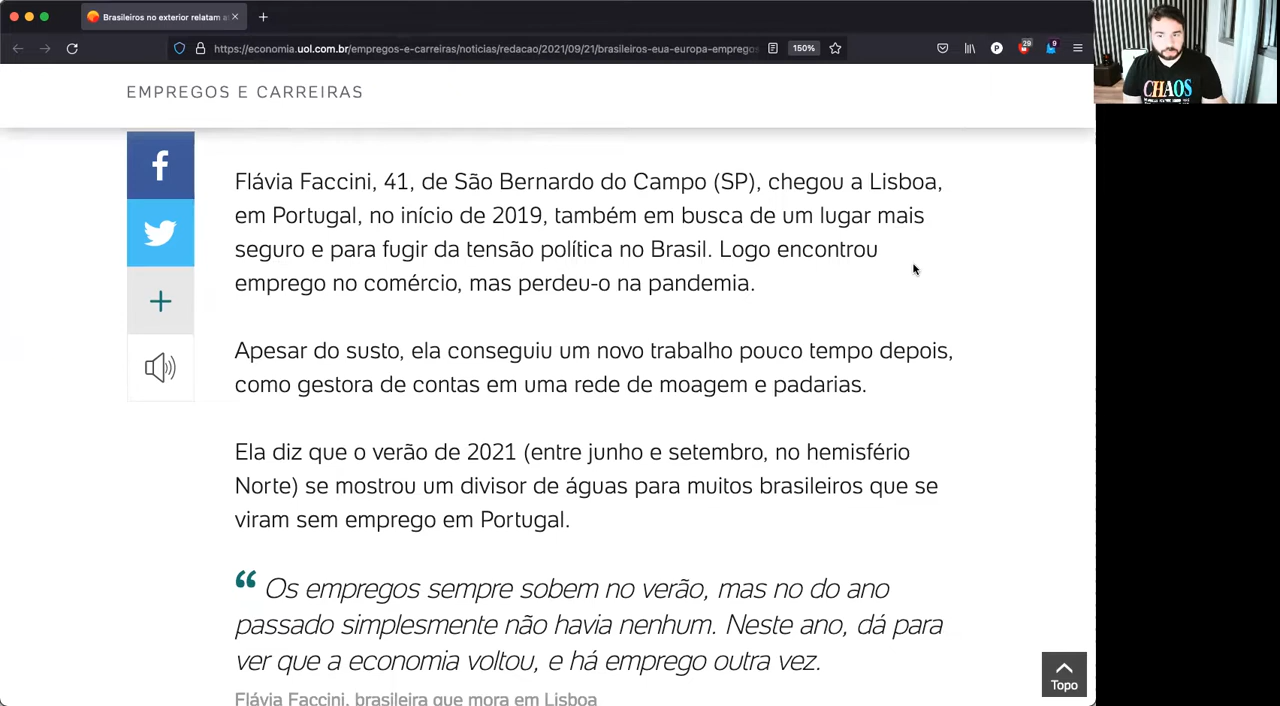 Brasileiros no exterior relatam a
https://economia.uol.com.br/empregos-e-carreiras/noticias/redacao/2021/09/21/brasileiros-eua-europa-empregos
150%
29
9
EMPREGOS E CARREIRAS
Flávia Faccini, 41, de São Bernardo do Campo (SP), chegou a Lisboa,
em Portugal, no início de 2019, também em busca de um lugar mais
seguro e para fugir da tensão política no Brasil. Logo encontrou
emprego no comércio, mas perdeu-o na pandemia.
Apesar do susto, ela conseguiu um novo trabalho pouco tempo depois,
como gestora de contas em uma rede de moagem e padarias.
Ela diz que o verão de 2021 (entre junho e setembro, no hemisfério
Norte) se mostrou um divisor de águas para muitos brasileiros que se
viram sem emprego em Portugal.
“ Os empregos sempre sobem no verão, mas no do ano
passado simplesmente não havia nenhum. Neste ano, dá para
ver que a economia voltou, e há emprego outra vez.
Flávia Faccini, brasileira que mora em Lisboa
Topo
CHAOS